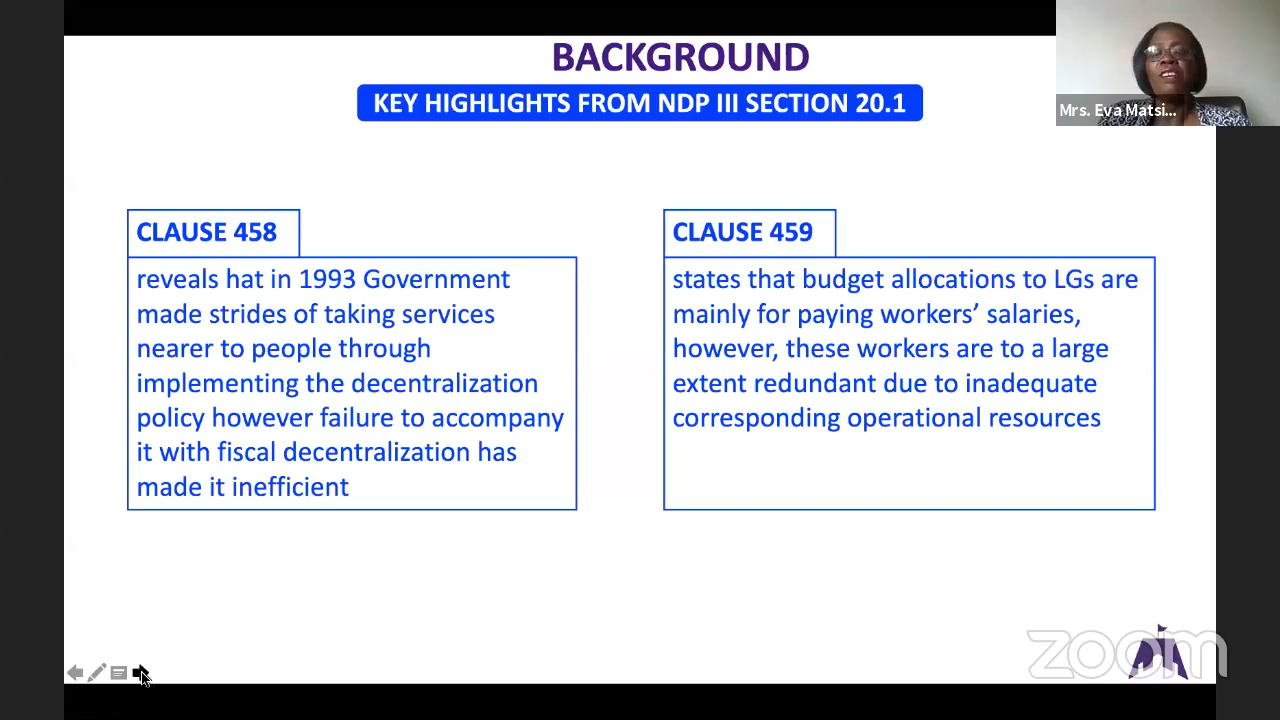 BACKGROUND
KEY HIGHLIGHTS FROM NDP III SECTION 20.1
Mrs. Eva Matsi...
CLAUSE 458
reveals hat in 1993 Government
made strides of taking services
nearer to people through
implementing the decentralization
policy however failure to accompany
it with fiscal decentralization has
made it inefficient
CLAUSE 459
states that budget allocations to LGs are
mainly for paying workers’ salaries,
however, these workers are to a large
extent redundant due to inadequate
corresponding operational resources
zoom